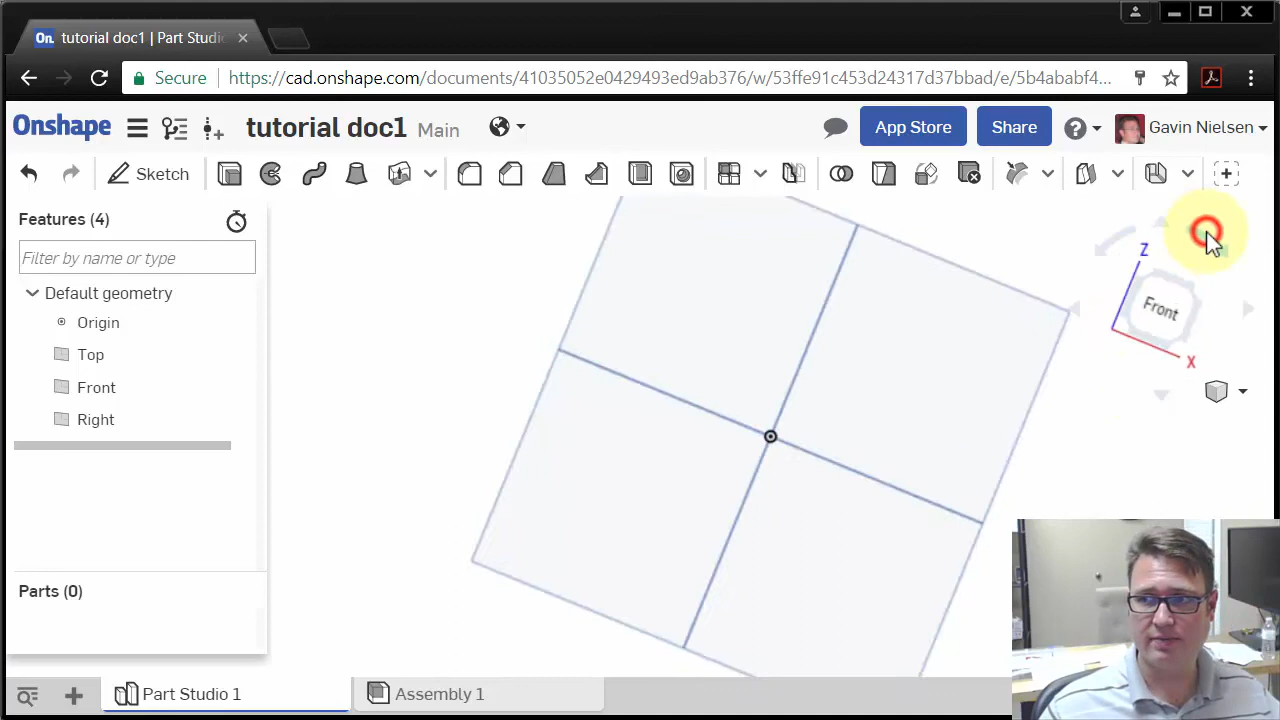 On tutorial doc1 | Part Studi
Secure https://cad.onshape.com/documents/41035052e0429493ed9ab376/w/53ffe91c453d24317d37bbad/e/5b4ababf4...
Onshape tutorial doc1 Main App Store Share Gavin Nielsen
Sketch
Features (4)
Filter by name or type
Default geometry
Origin
Top
Front
Right
Parts (0)
Z
Front
X
Part Studio 1 Assembly 1